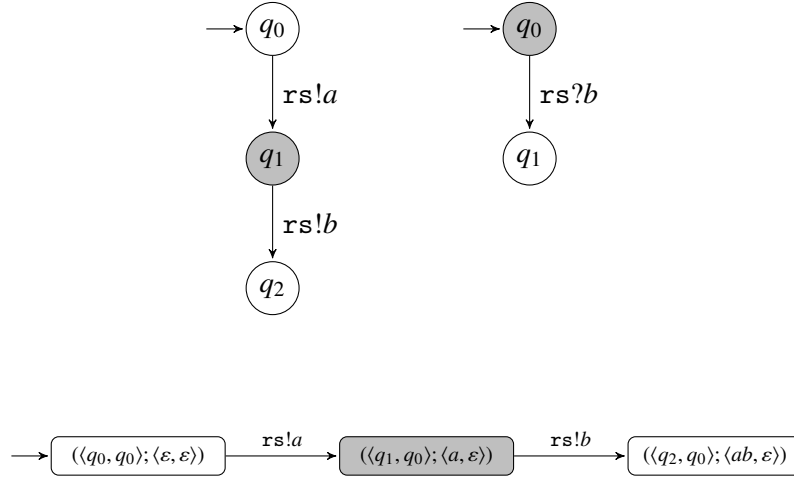 q0 q0
rs!a rs?b
q1 q1
rs!b
q2
rs!a rs!b
(⟨q0, q0⟩; ⟨ε, ε⟩) (⟨q1, q0⟩; ⟨a, ε⟩) (⟨q2, q0⟩; ⟨ab, ε⟩)